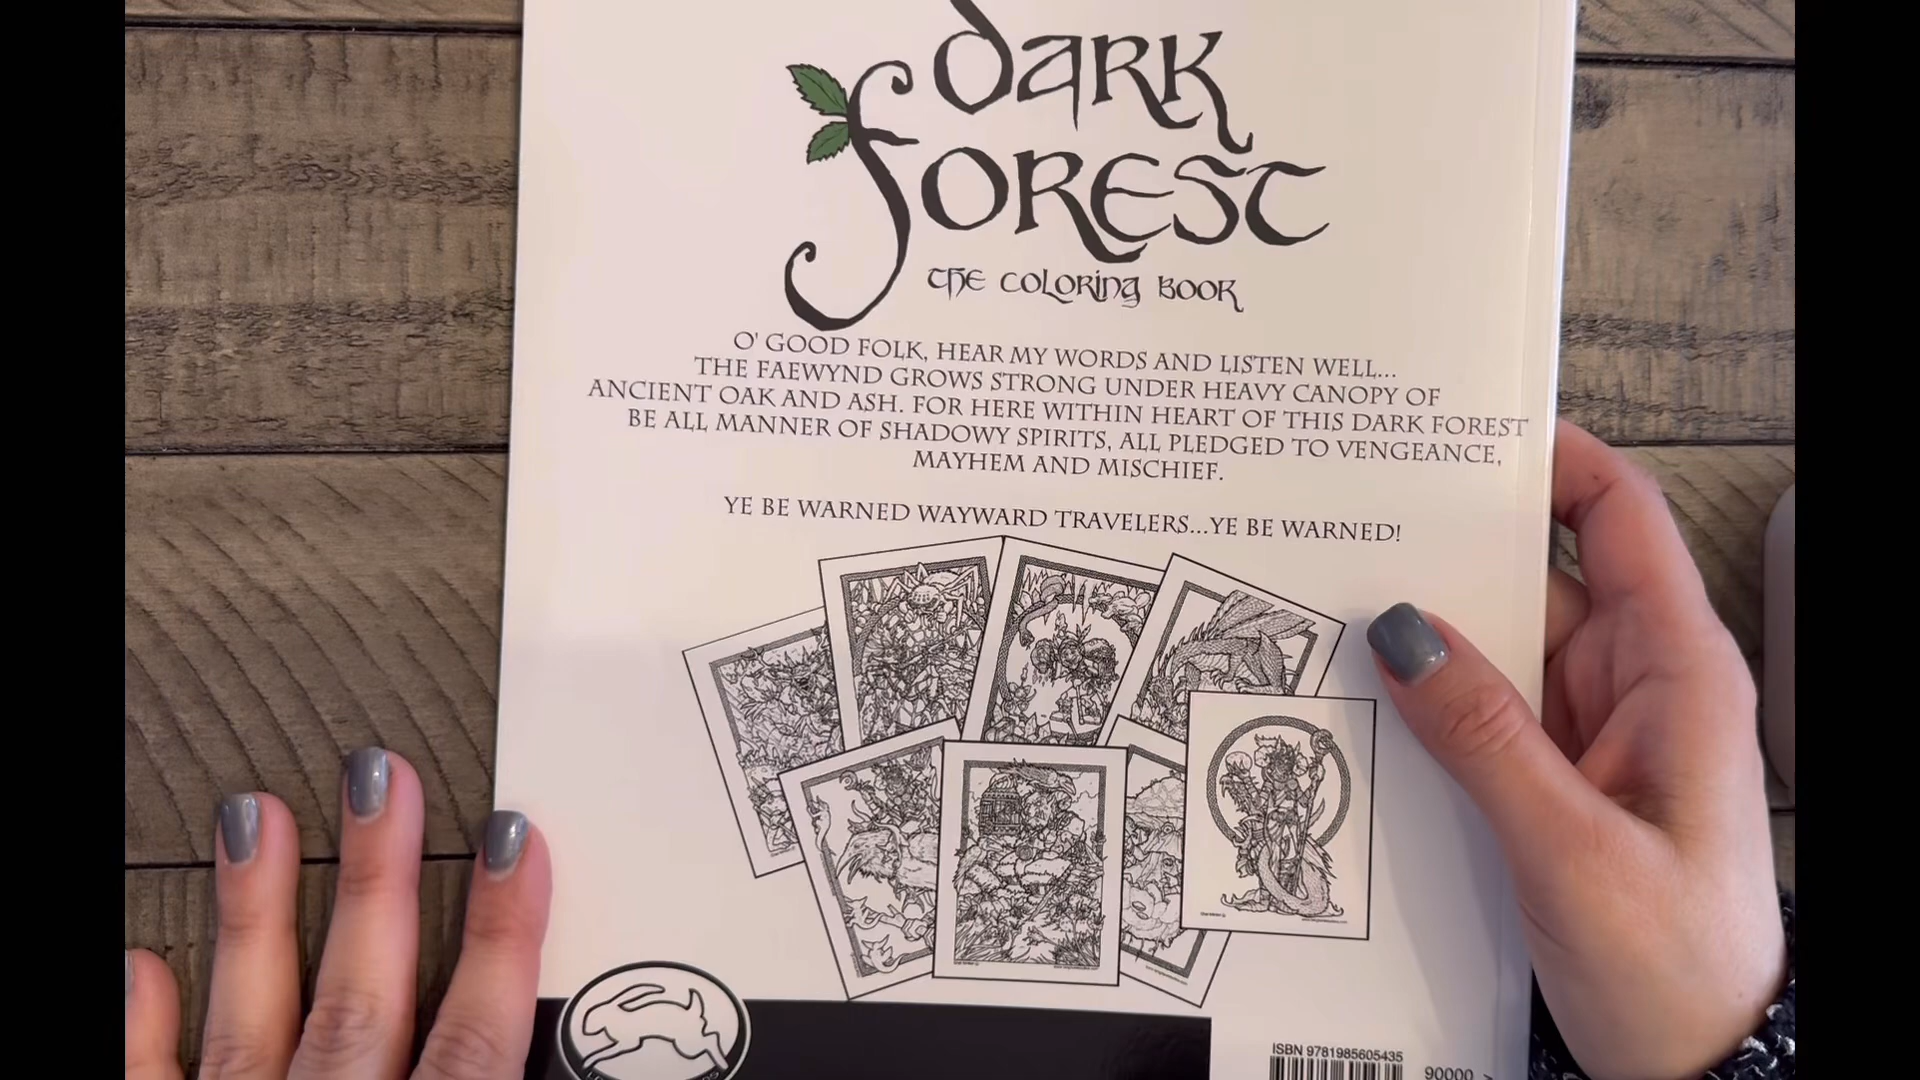 DARK
FOREST
THE COLORING BOOK
O' GOOD FOLK, HEAR MY WORDS AND LISTEN WELL...
THE FAEWYND GROWS STRONG UNDER HEAVY CANOPY OF
ANCIENT OAK AND ASH. FOR HERE WITHIN HEART OF THIS DARK FOREST
BE ALL MANNER OF SHADOWY SPIRITS, ALL PLEDGED TO VENGEANCE,
MAYHEM AND MISCHIEF.
YE BE WARNED WAYWARD TRAVELERS...YE BE WARNED!
ISBN 9781985605435
90000